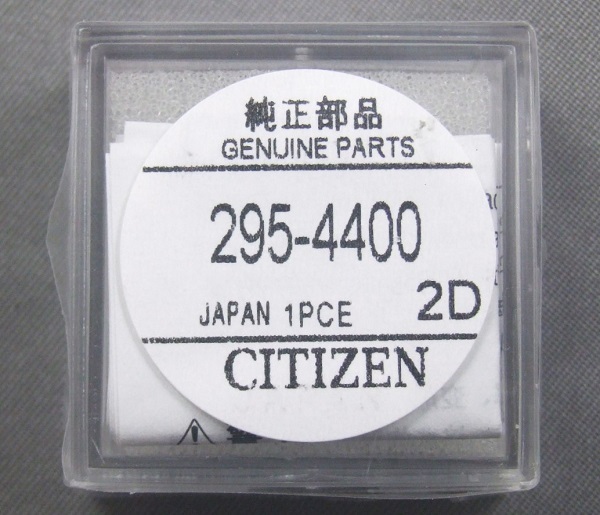 純正部品
GENUINE PARTS
295-4400
JAPAN 1PCE 2D
CITIZEN